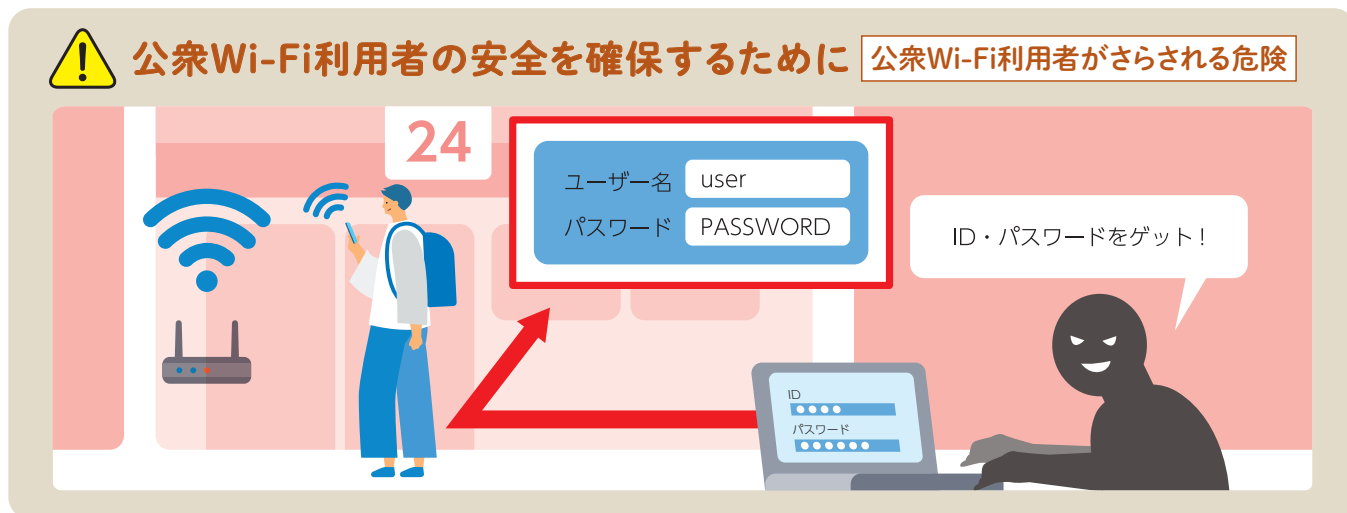 公衆Wi-Fi利用者の安全を確保するために
公衆Wi-Fi利用者がさらされる危険
24
ユーザー名 user
パスワード PASSWORD
ID・パスワードをゲット!
ID
パスワード